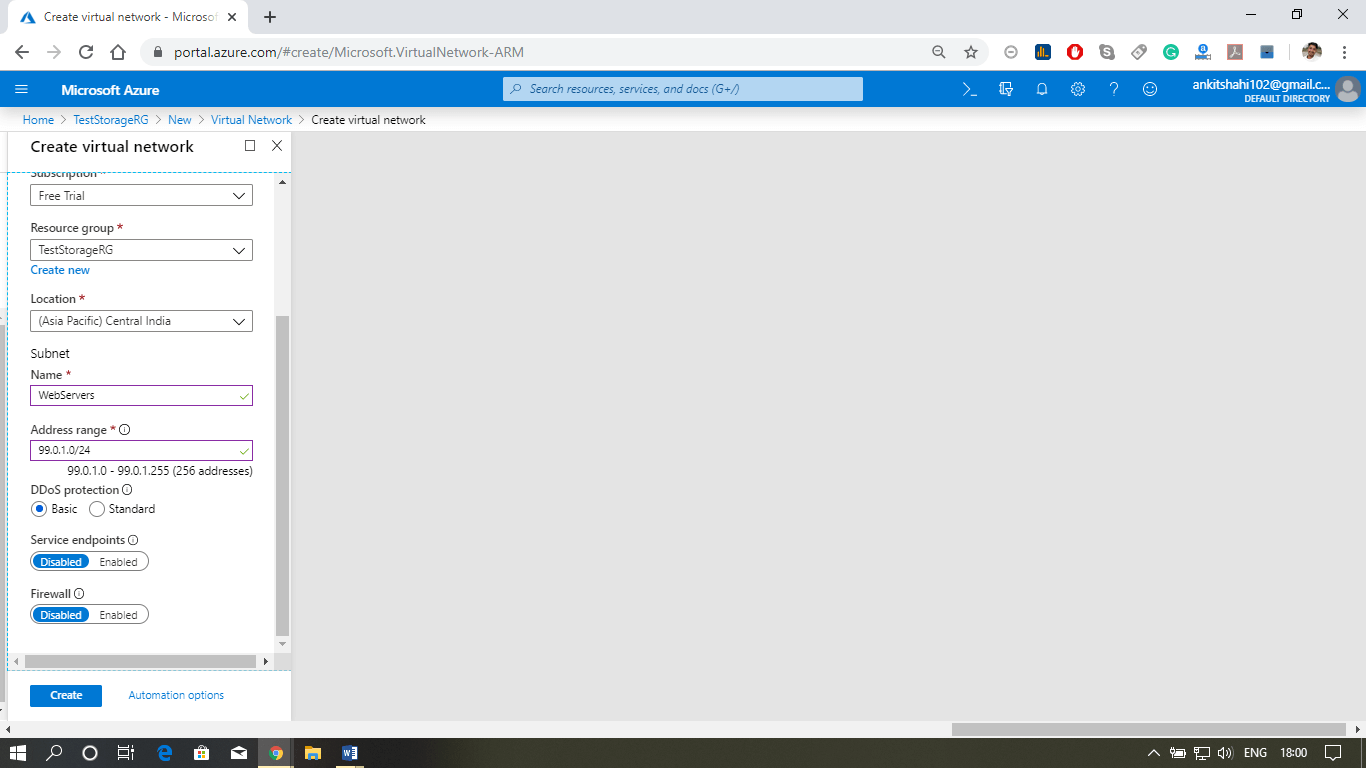 Create virtual network - Microsof
portal.azure.com/#create/Microsoft.VirtualNetwork-ARM
Microsoft Azure
Search resources, services, and docs (G+/)
ankitshahi102@gmail.c...
DEFAULT DIRECTORY
Home > TestStorageRG > New > Virtual Network > Create virtual network
Create virtual network
Subscription *
Free Trial
Resource group *
TestStorageRG
Create new
Location *
(Asia Pacific) Central India
Subnet
Name *
WebServers
Address range *
99.0.1.0/24
99.0.1.0 - 99.0.1.255 (256 addresses)
DDoS protection
Basic Standard
Service endpoints
Disabled Enabled
Firewall
Disabled Enabled
Create Automation options
ENG 18:00